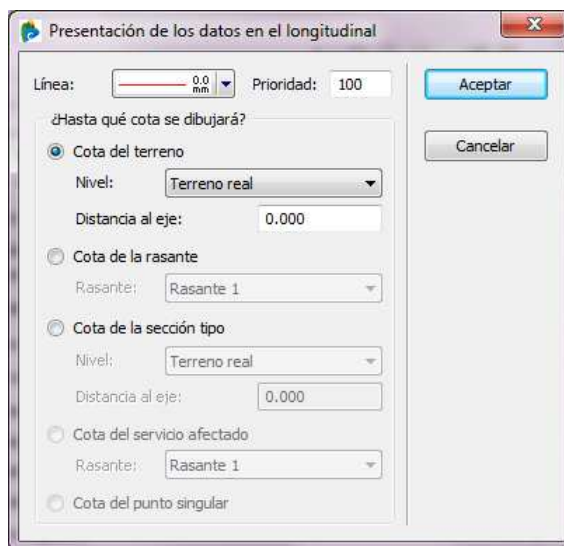 Presentación de los datos en el longitudinal
Línea: 0.0 mm Prioridad: 100 Aceptar
¿Hasta qué cota se dibujará?
Cancelar
Cota del terreno
Nivel: Terreno real
Distancia al eje: 0.000
Cota de la rasante
Rasante: Rasante 1
Cota de la sección tipo
Nivel: Terreno real
Distancia al eje: 0.000
Cota del servicio afectado
Rasante: Rasante 1
Cota del punto singular